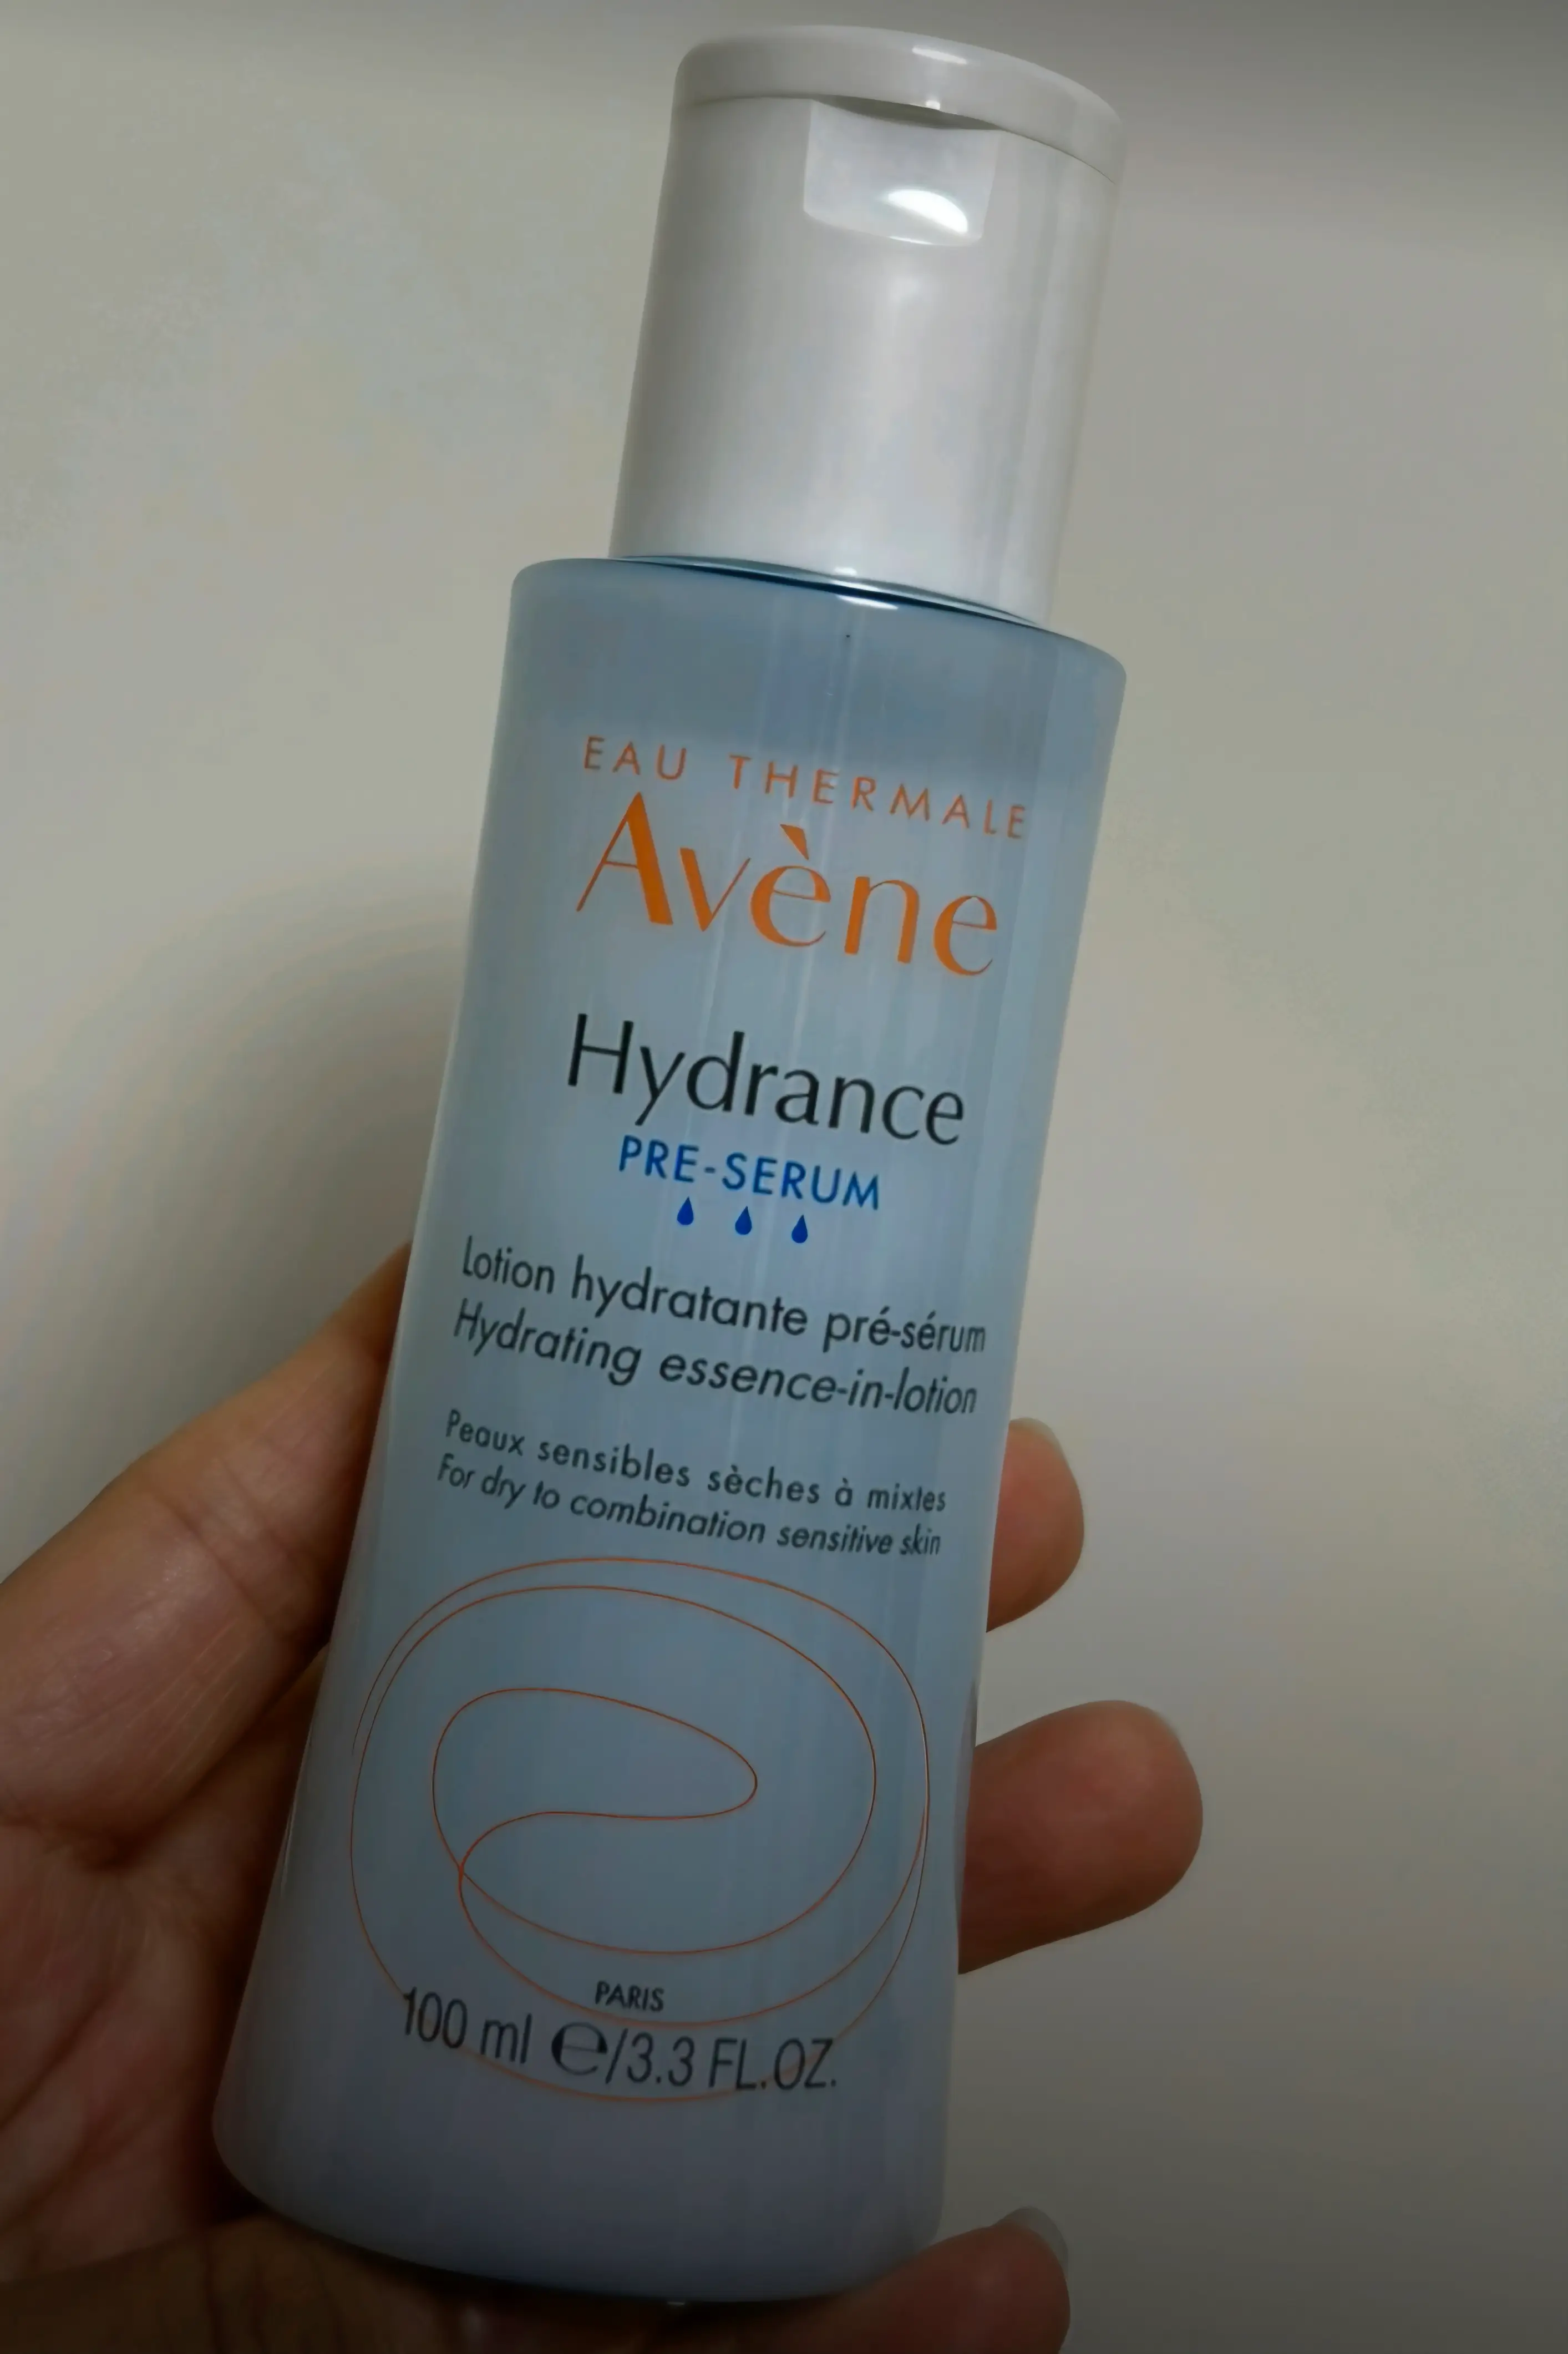 EAU THERMALE
Avène
Hydrance
PRE-SERUM
Lotion hydratante pré-sérum
Hydrating essence-in-lotion
Peaux sensibles sèches à mixtes
For dry to combination sensitive skin
PARIS
100 ml ℮/3.3 FL.OZ.